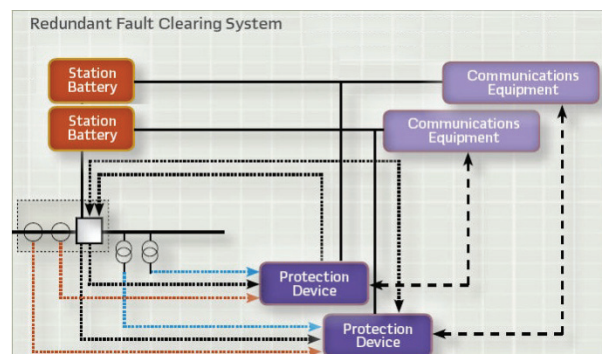 Redundant Fault Clearing System
Station
Battery
Communications
Equipment
Station
Battery
Communications
Equipment
Protection
Device
Protection
Device